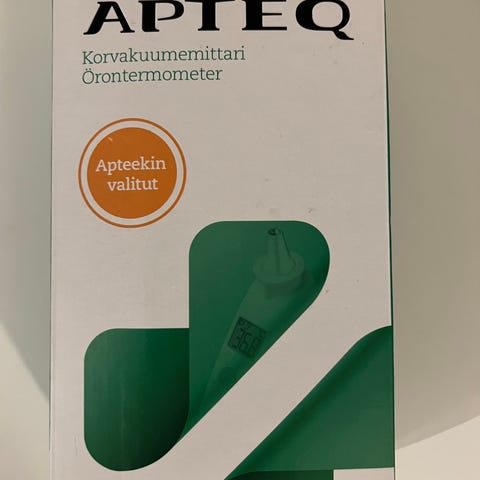 APTEQ
Korvakuumemittari
Örontermometer
Apteekin
valitut